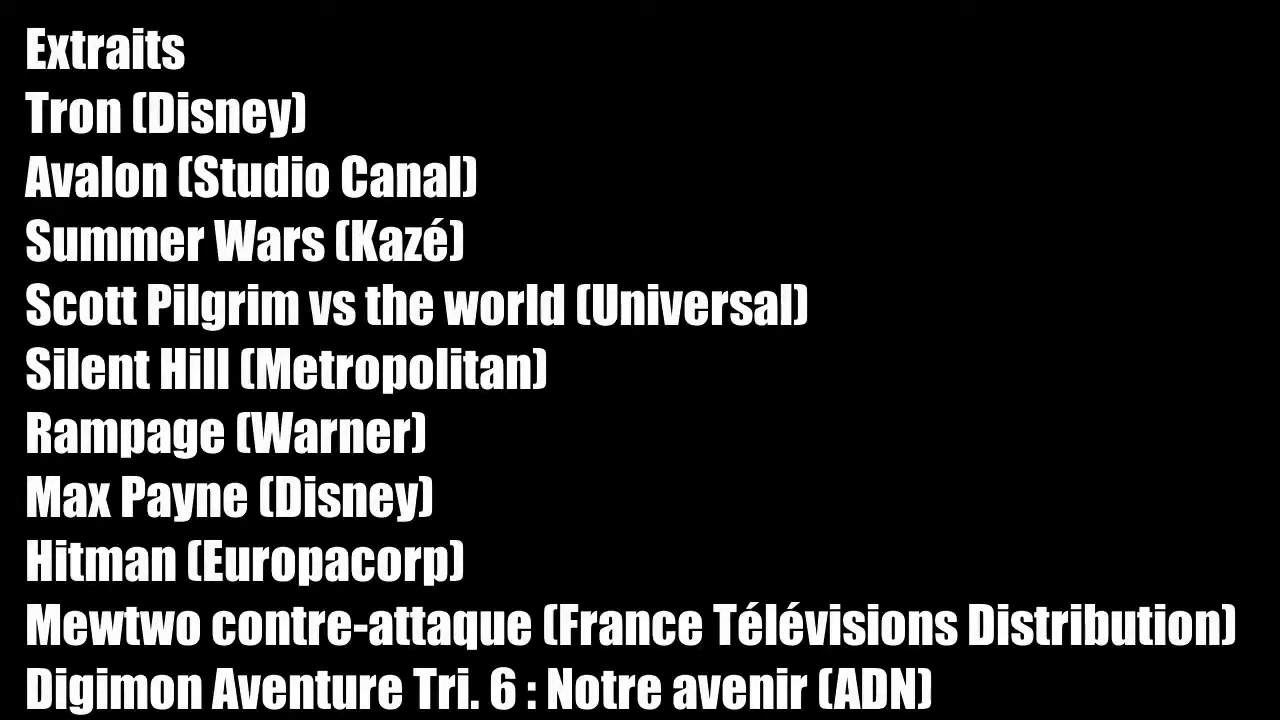 Extraits
Tron (Disney)
Avalon (Studio Canal)
Summer Wars (Kazé)
Scott Pilgrim vs the world (Universal)
Silent Hill (Metropolitan)
Rampage (Warner)
Max Payne (Disney)
Hitman (Europacorp)
Mewtwo contre-attaque (France Télévisions Distribution)
Digimon Aventure Tri. 6 : Notre avenir (ADN)